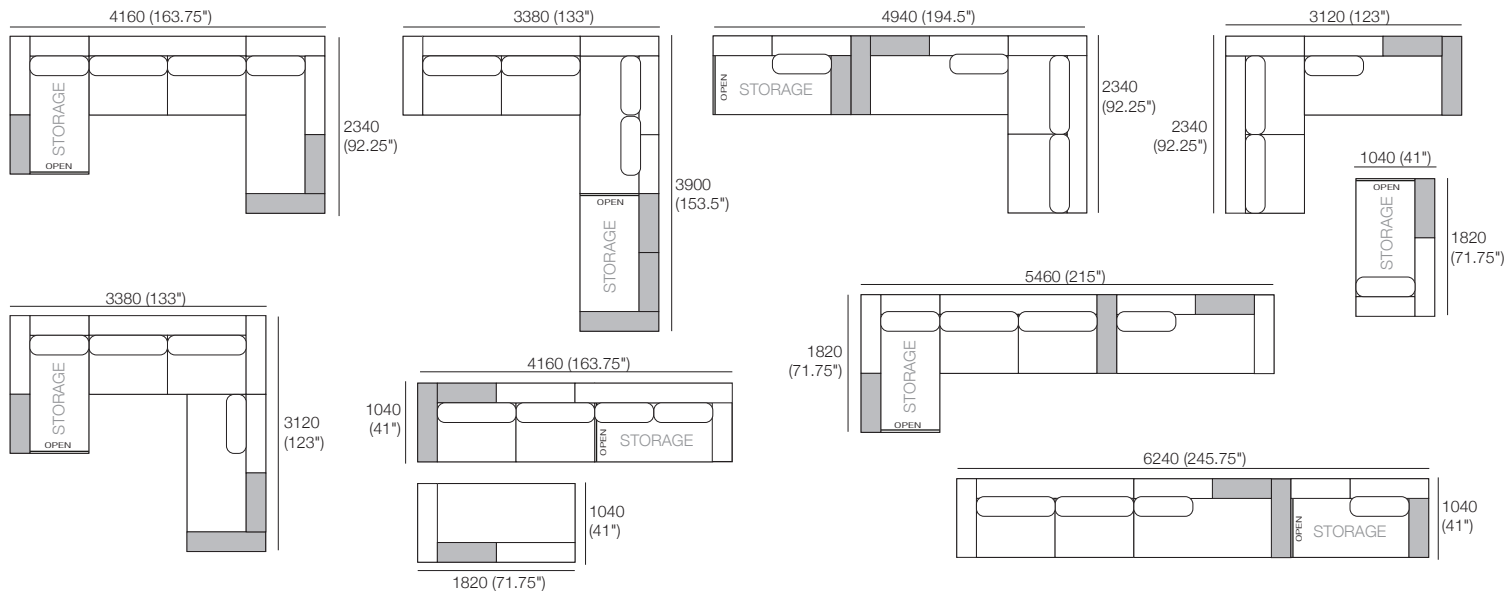 4160 (163.75")
STORAGE
OPEN
2340
(92.25")
3380 (133")
OPEN
STORAGE
3900
(153.5")
4940 (194.5")
OPEN
STORAGE
2340
(92.25")
3120 (123")
2340
(92.25")
1040 (41")
OPEN
STORAGE
1820
(71.75")
3380 (133")
STORAGE
OPEN
3120
(123")
4160 (163.75")
1040
(41")
OPEN
STORAGE
1040
(41")
1820 (71.75")
5460 (215")
1820
(71.75")
STORAGE
OPEN
6240 (245.75")
OPEN
STORAGE
1040
(41")